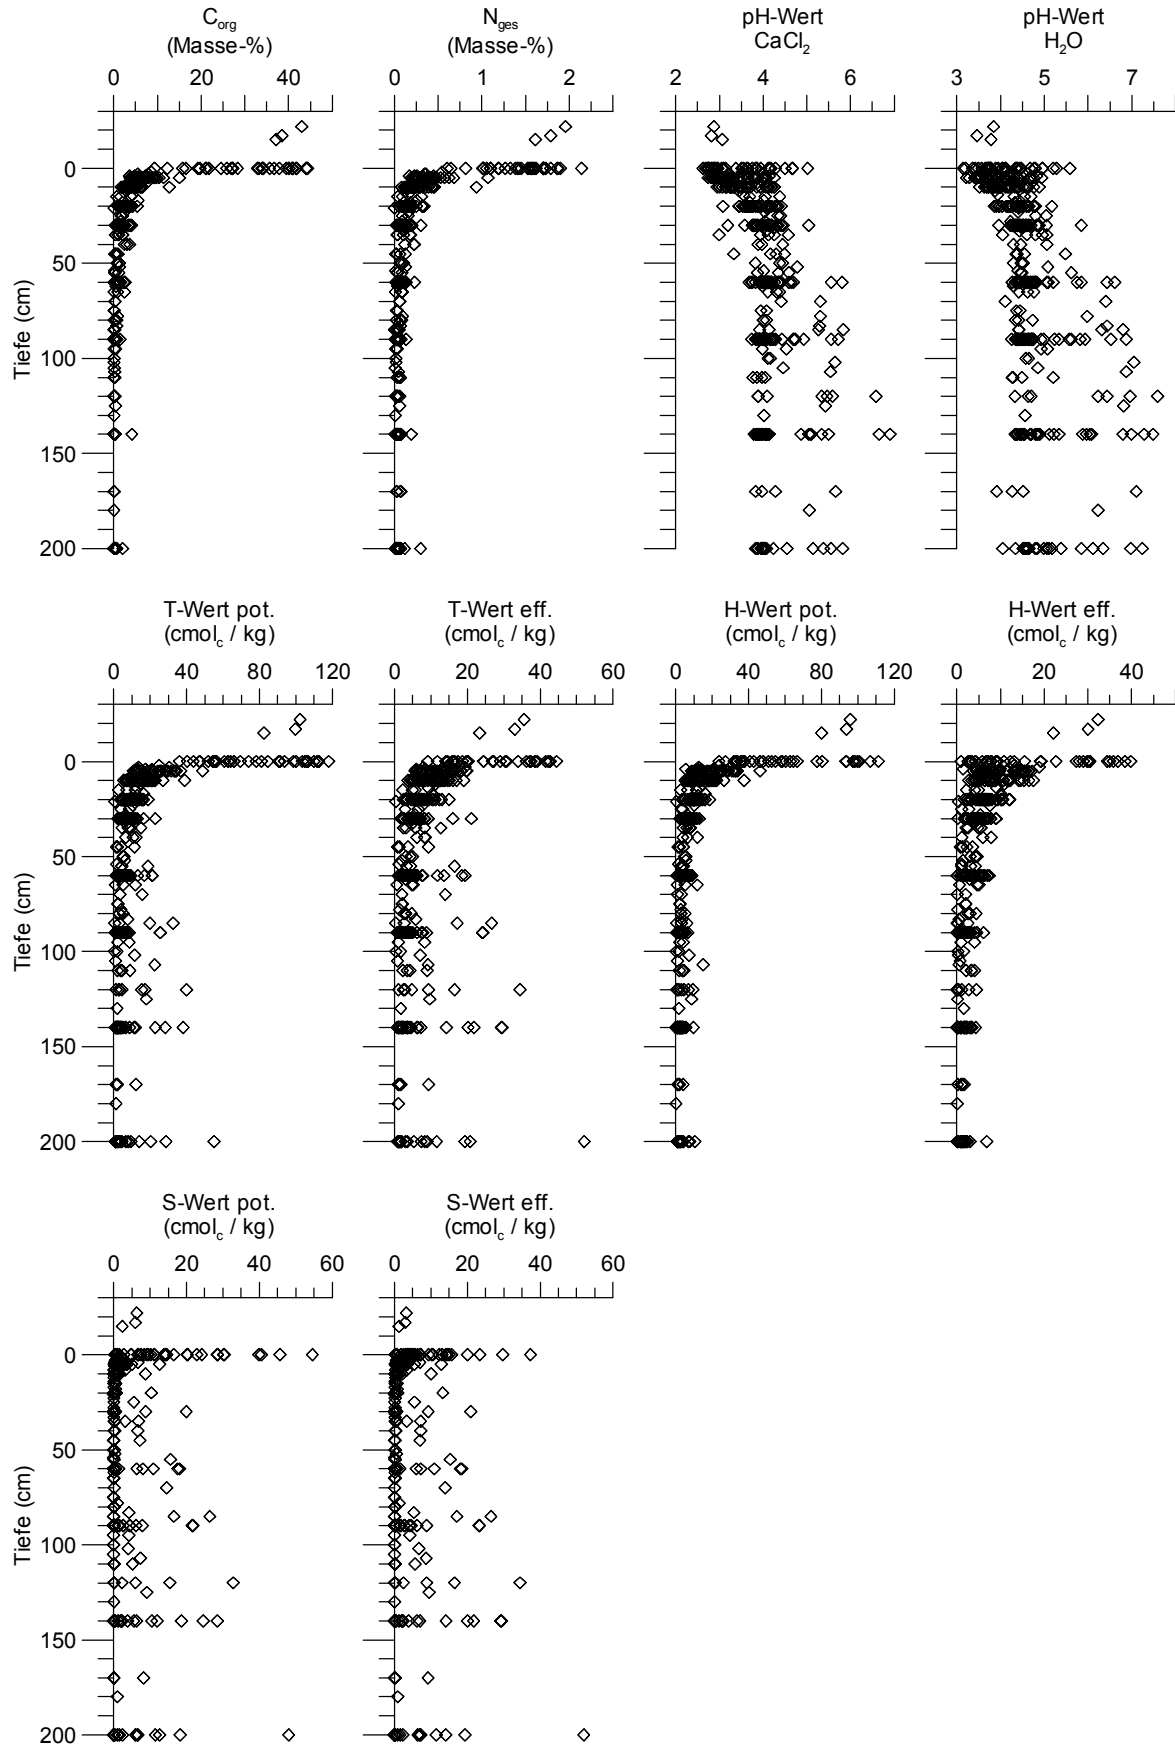 C_org N_ges pH-Wert pH-Wert
(Masse-%) (Masse-%) CaCl₂ H₂O
0 20 40 0 1 2 2 4 6 3 5 7
0
50
100
150
200
Tiefe (cm)
T-Wert pot. T-Wert eff. H-Wert pot. H-Wert eff.
(cmol_c / kg) (cmol_c / kg) (cmol_c / kg) (cmol_c / kg)
0 40 80 120 0 20 40 60 0 40 80 120 0 20 40
0
50
100
150
200
Tiefe (cm)
S-Wert pot. S-Wert eff.
(cmol_c / kg) (cmol_c / kg)
0 20 40 60 0 20 40 60
0
50
100
150
200
Tiefe (cm)